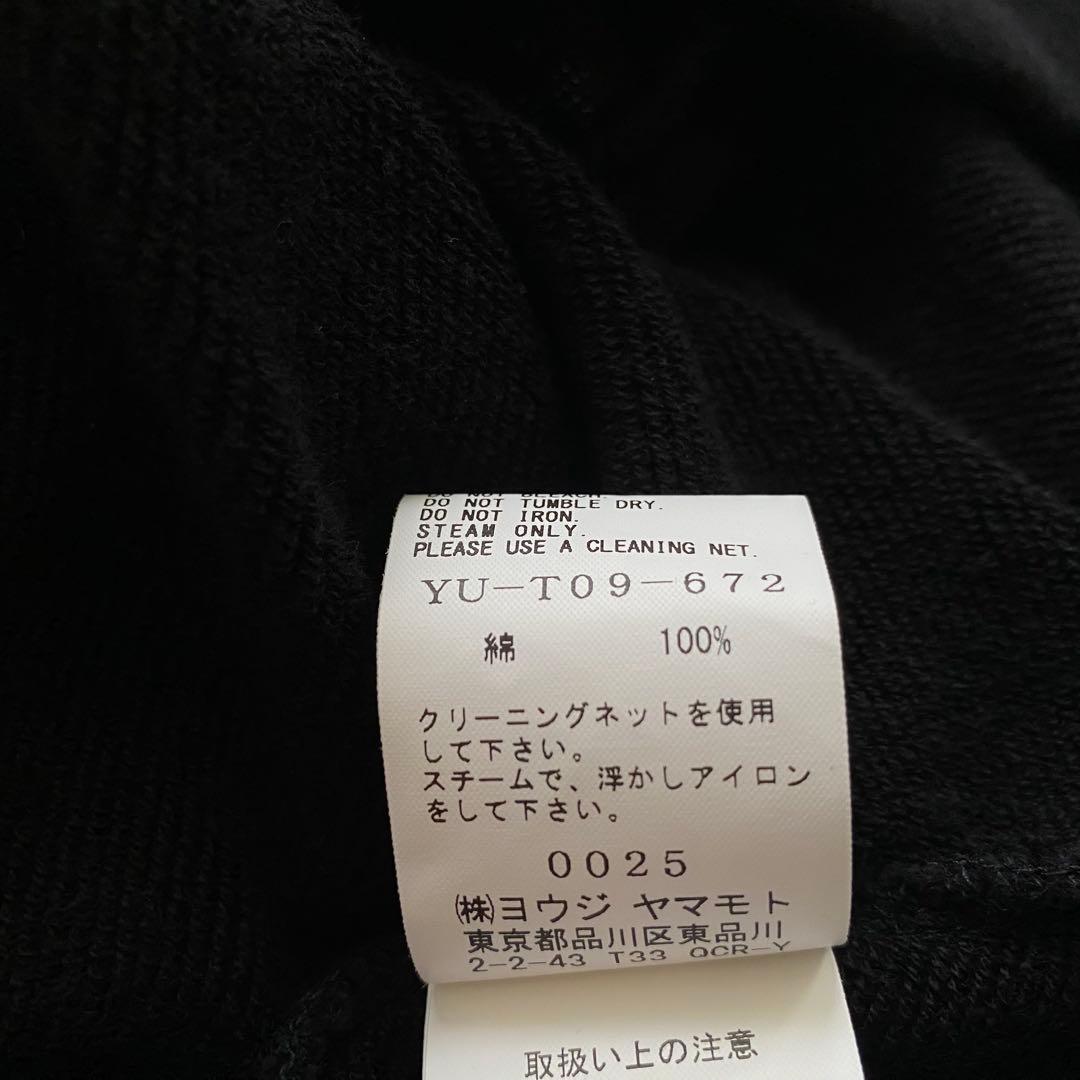 DO NOT BLEACH.
DO NOT TUMBLE DRY.
DO NOT IRON.
STEAM ONLY.
PLEASE USE A CLEANING NET.
YU-T09-672
綿 100%
クリーニングネットを使用
して下さい。
スチームで、浮かしアイロン
をして下さい。
0025
㈱ヨウジ ヤマモト
東京都品川区東品川
2-2-43 T33 QCR-Y
取扱い上の注意